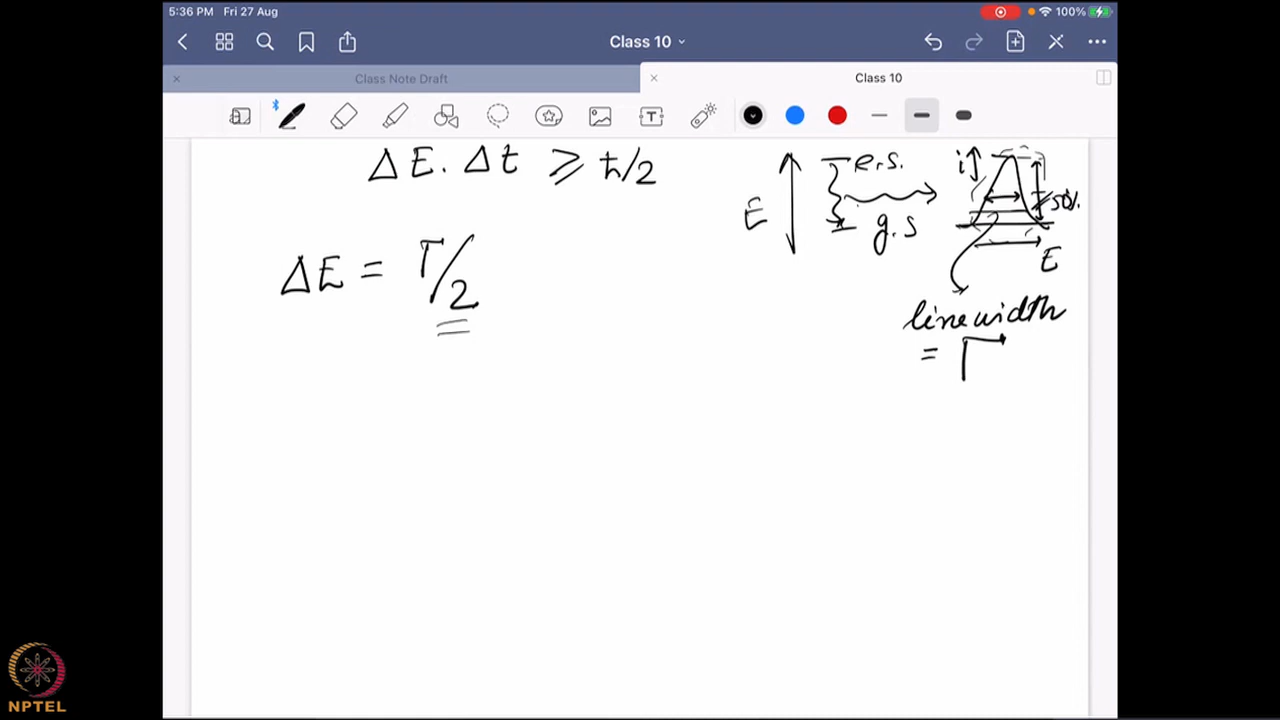 5:36 PM Fri 27 Aug
100%
Class 10
Class Note Draft
Class 10
T
ΔE. Δt ⩾ ħ/2
e.s.
g.s
E
i
50%
E
ΔE = Γ/2
linewidth
= Γ
NPTEL